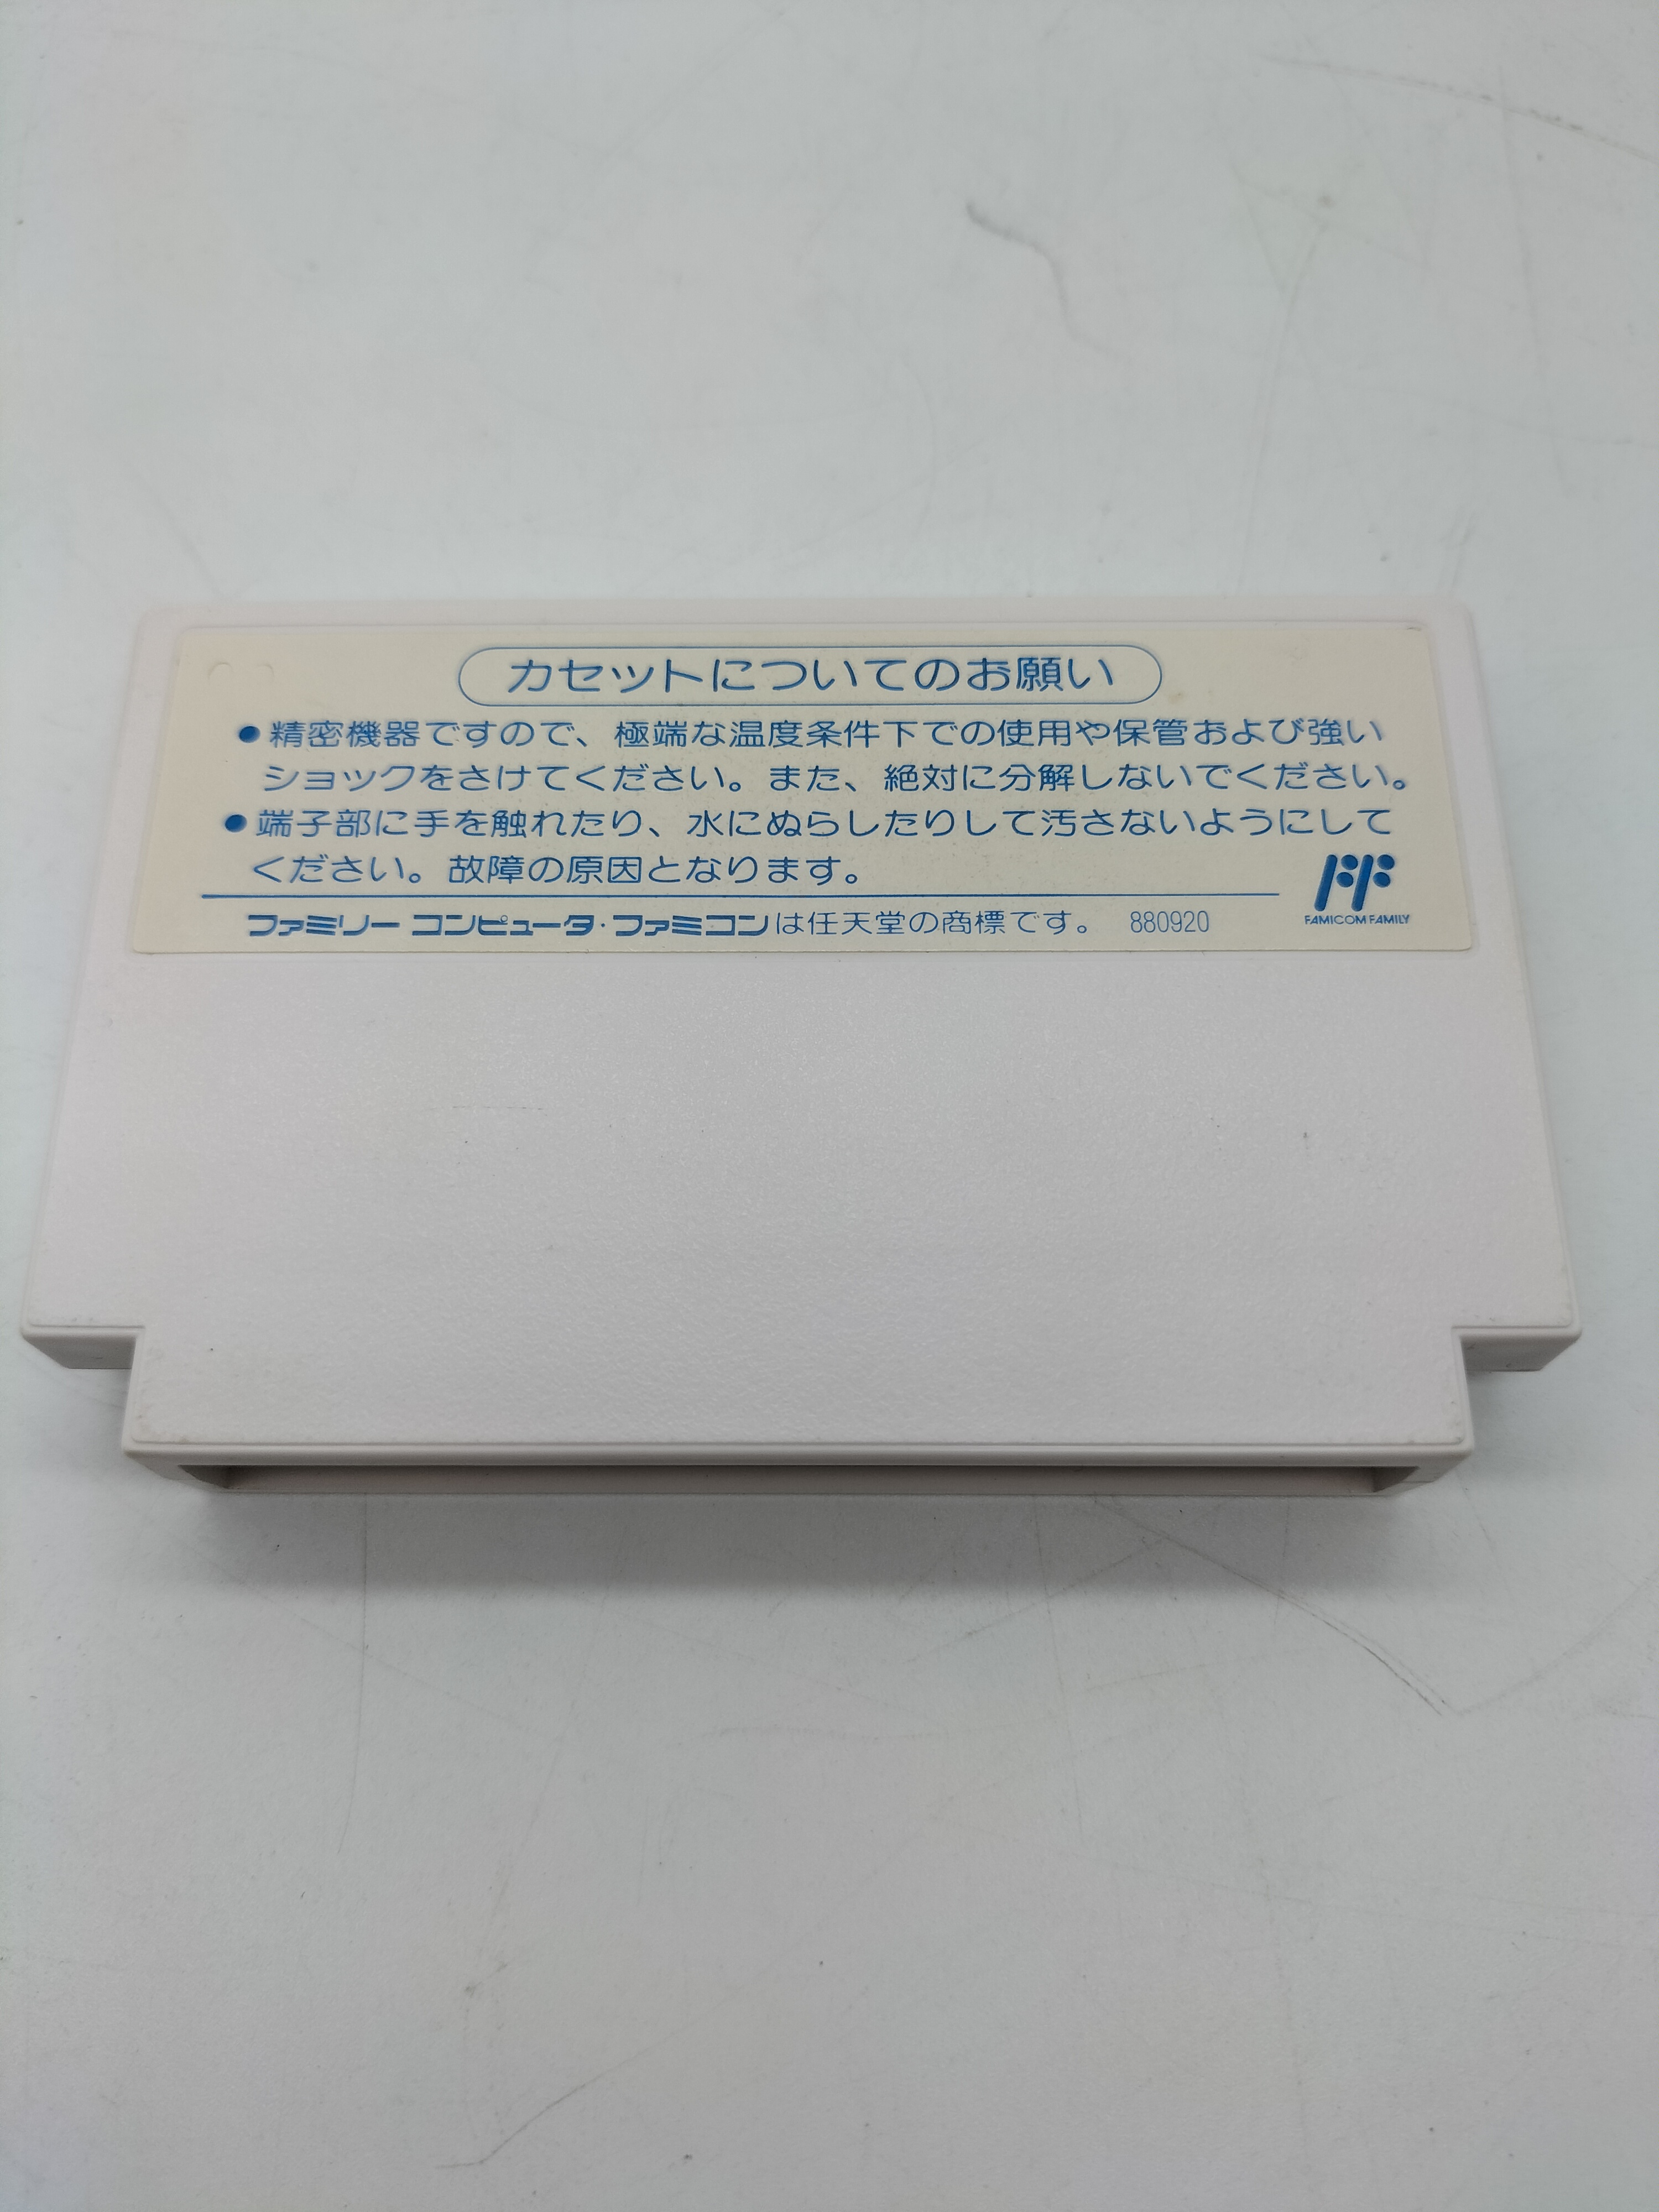 カセットについてのお願い
●精密機器ですので、極端な温度条件下での使用や保管および強い
ショックをさけてください。また、絶対に分解しないでください。
●端子部に手を触れたり、水にぬらしたりして汚さないようにして
ください。故障の原因となります。
ファミリー コンピュータ・ファミコンは任天堂の商標です。 880920
FAMICOM FAMILY